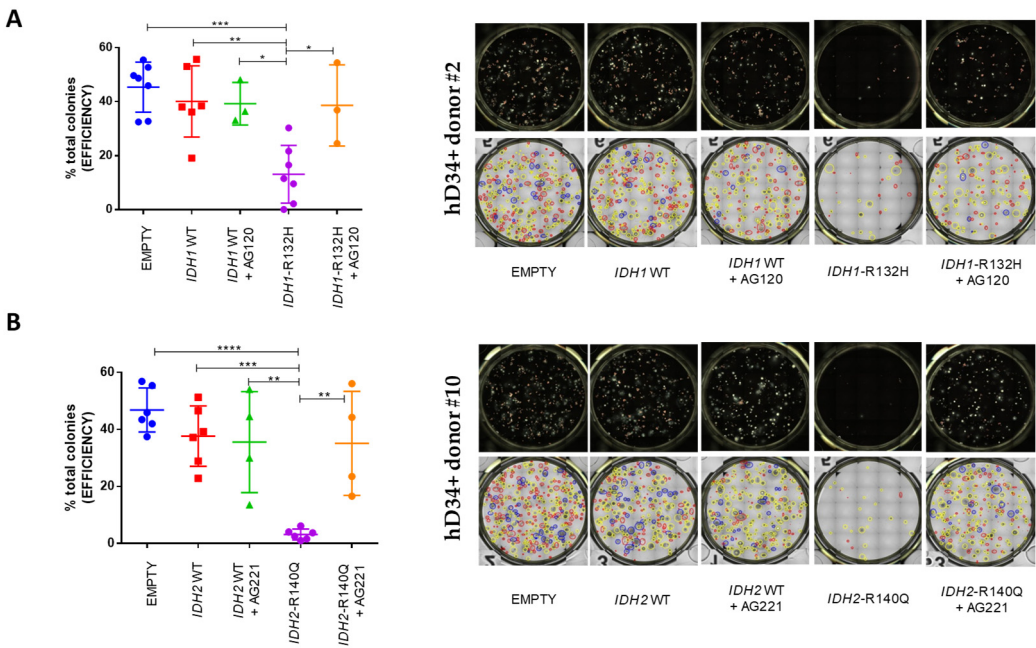 A
***
**
*
*
60
40
20
0
% total colonies
(EFFICIENCY)
EMPTY
IDH1 WT
IDH1 WT
+ AG120
IDH1-R132H
IDH1-R132H
+ AG120
hD34+ donor #2
EMPTY
IDH1 WT
IDH1 WT
+ AG120
IDH1-R132H
IDH1-R132H
+ AG120
B
****
***
**
**
60
40
20
0
% total colonies
(EFFICIENCY)
EMPTY
IDH2 WT
IDH2 WT
+ AG221
IDH2-R140Q
IDH2-R140Q
+ AG221
hD34+ donor #10
EMPTY
IDH2 WT
IDH2 WT
+ AG221
IDH2-R140Q
IDH2-R140Q
+ AG221